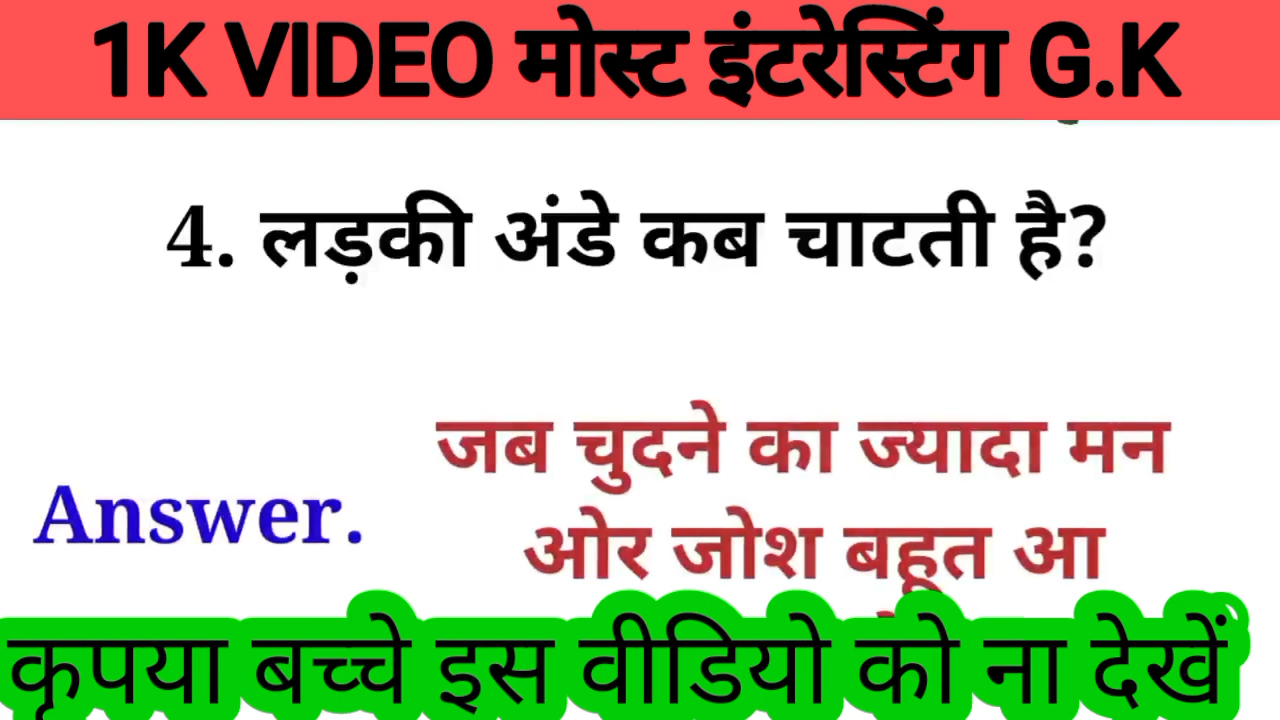 1K VIDEO मोस्ट इंटरेस्टिंग G.K
4. लड़की अंडे कब चाटती है?
जब चुदने का ज्यादा मन
Answer.
ओर जोश बहूत आ
कृपया बच्चे इस वीडियो को ना देखें